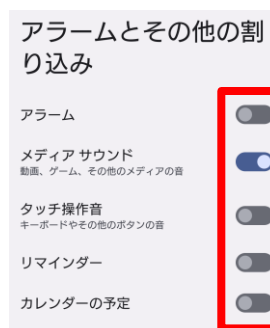 アラームとその他の割
り込み
アラーム
メディア サウンド
動画、ゲーム、その他のメディアの音
タッチ操作音
キーボードやその他のボタンの音
リマインダー
カレンダーの予定